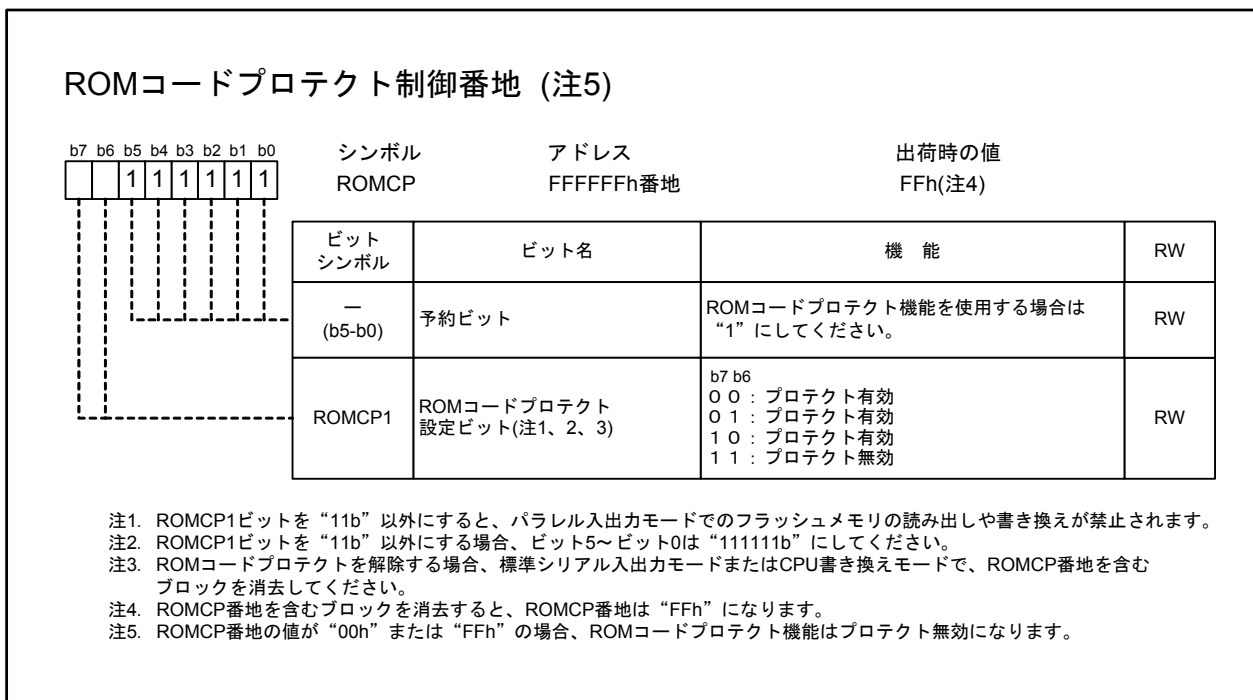 ROMコードプロテクト制御番地 (注5)
b7 b6 b5 b4 b3 b2 b1 b0
1 1 1 1 1 1
シンボル
ROMCP
アドレス
FFFFFFh番地
出荷時の値
FFh(注4)
ビット
シンボル
ビット名
機 能
RW
―
(b5-b0)
予約ビット
ROMコードプロテクト機能を使用する場合は
“1”にしてください。
RW
ROMCP1
ROMコードプロテクト
設定ビット(注1、2、3)
b7 b6
0 0 : プロテクト有効
0 1 : プロテクト有効
1 0 : プロテクト有効
1 1 : プロテクト無効
RW
注1. ROMCP1ビットを“11b”以外にすると、パラレル入出力モードでのフラッシュメモリの読み出しや書き換えが禁止されます。
注2. ROMCP1ビットを“11b”以外にする場合、ビット5～ビット0は“111111b”にしてください。
注3. ROMコードプロテクトを解除する場合、標準シリアル入出力モードまたはCPU書き換えモードで、ROMCP番地を含む
ブロックを消去してください。
注4. ROMCP番地を含むブロックを消去すると、ROMCP番地は“FFh”になります。
注5. ROMCP番地の値が“00h”または“FFh”の場合、ROMコードプロテクト機能はプロテクト無効になります。